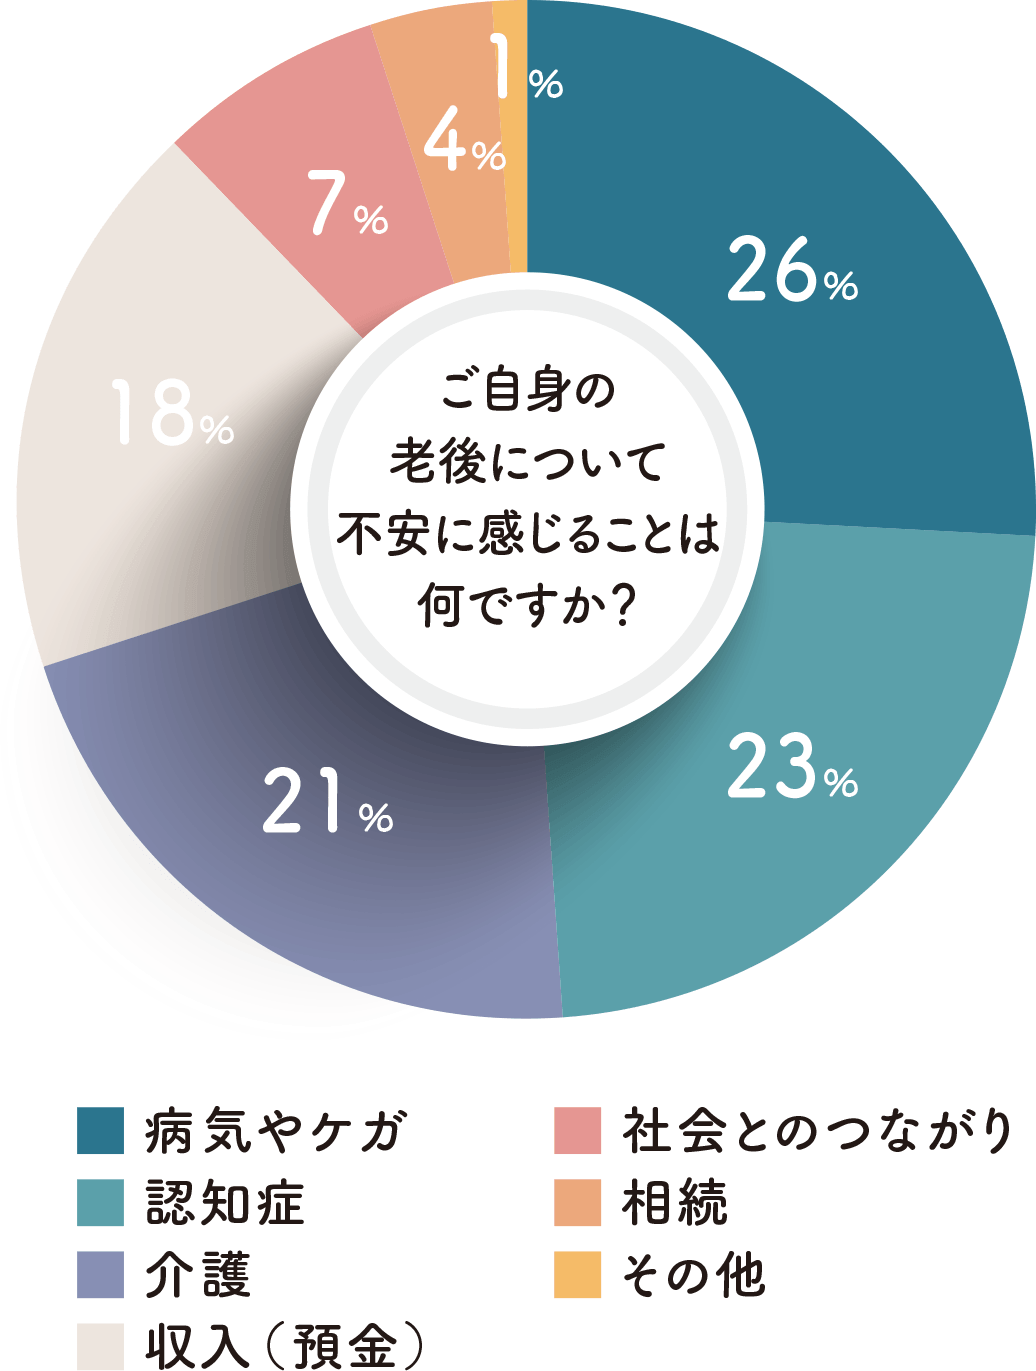 1%
4%
7%
26%
18%
ご自身の
老後について
不安に感じることは
何ですか?
23%
21%
病気やケガ
認知症
介護
収入(預金)
社会とのつながり
相続
その他